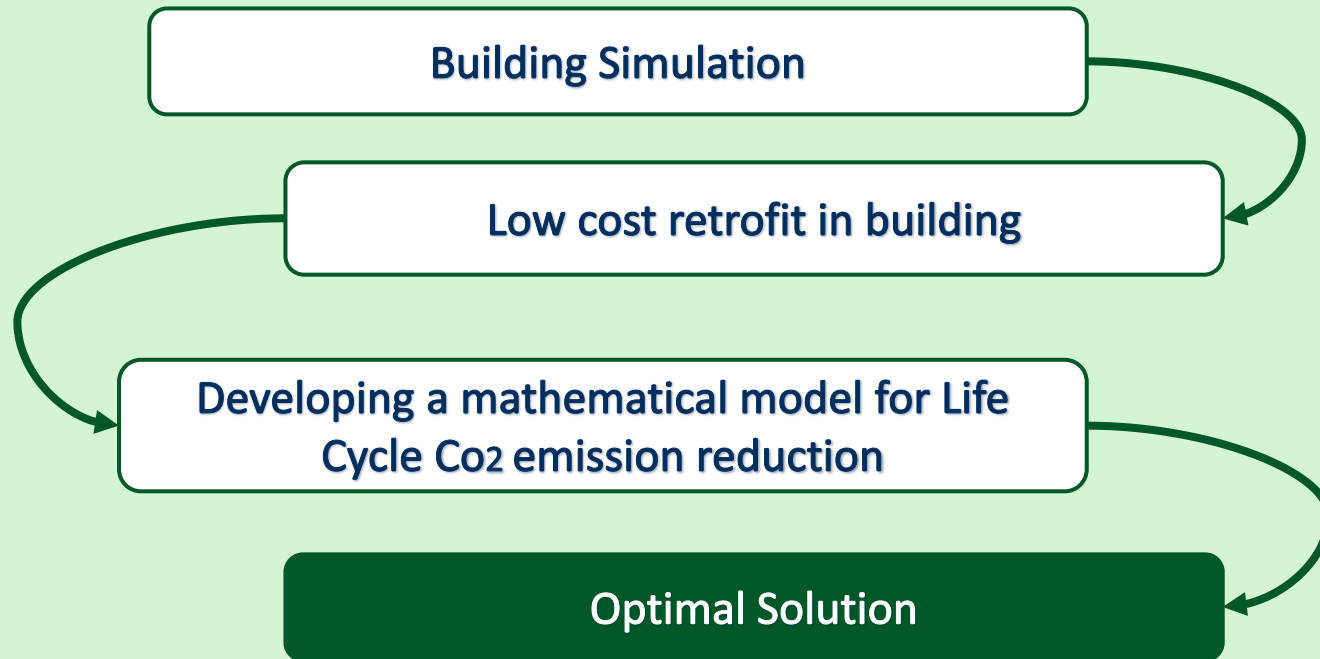 Building Simulation
Low cost retrofit in building
Developing a mathematical model for Life
Cycle Co2 emission reduction
Optimal Solution